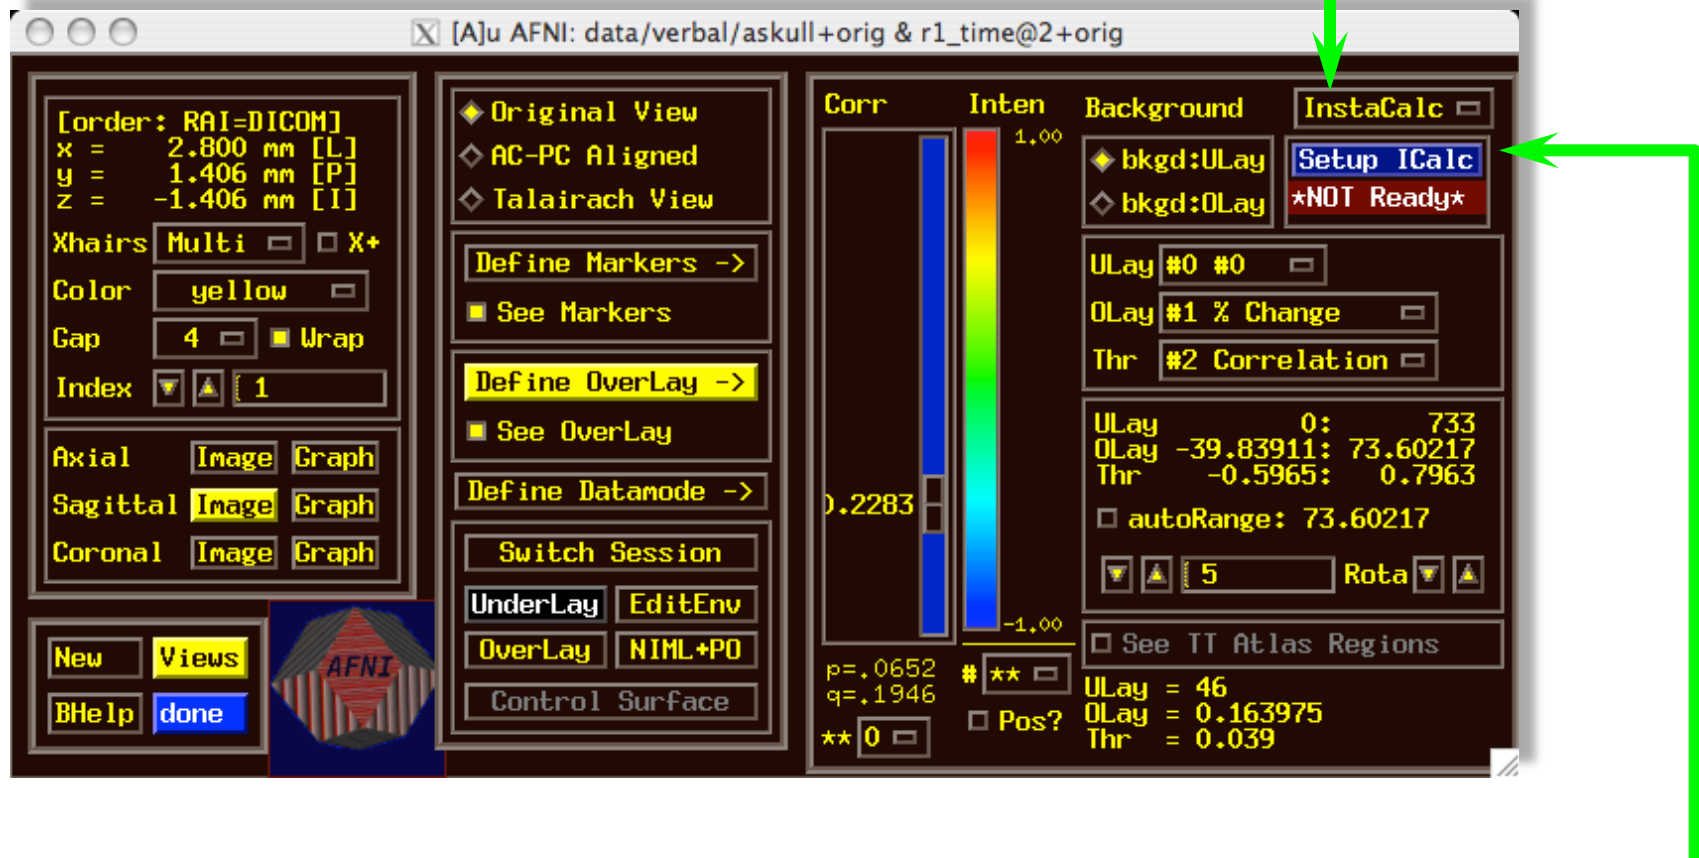 [A]u AFNI: data/verbal/askull+orig & r1_time@2+orig
[order: RAI=DICOM]
x = 2.800 mm [L]
y = 1.406 mm [P]
z = -1.406 mm [I]
Xhairs Multi X+
Color yellow
Gap 4 Wrap
Index 1
Axial Image Graph
Sagittal Image Graph
Coronal Image Graph
New Views
BHelp done
AFNI
Original View
AC-PC Aligned
Talairach View
Define Markers ->
See Markers
Define OverLay ->
See OverLay
Define Datamode ->
Switch Session
UnderLay EditEnv
OverLay NIML+PO
Control Surface
Corr Inten
1.00
0.2283
-1.00
p=.0652
q=.1946
# **
** 0
Pos?
Background InstaCalc
bkgd:ULay Setup ICalc
bkgd:OLay *NOT Ready*
ULay #0 #0
OLay #1 % Change
Thr #2 Correlation
ULay 0: 733
OLay -39.83911: 73.60217
Thr -0.5965: 0.7963
autoRange: 73.60217
5 Rota
See TT Atlas Regions
ULay = 46
OLay = 0.163975
Thr = 0.039